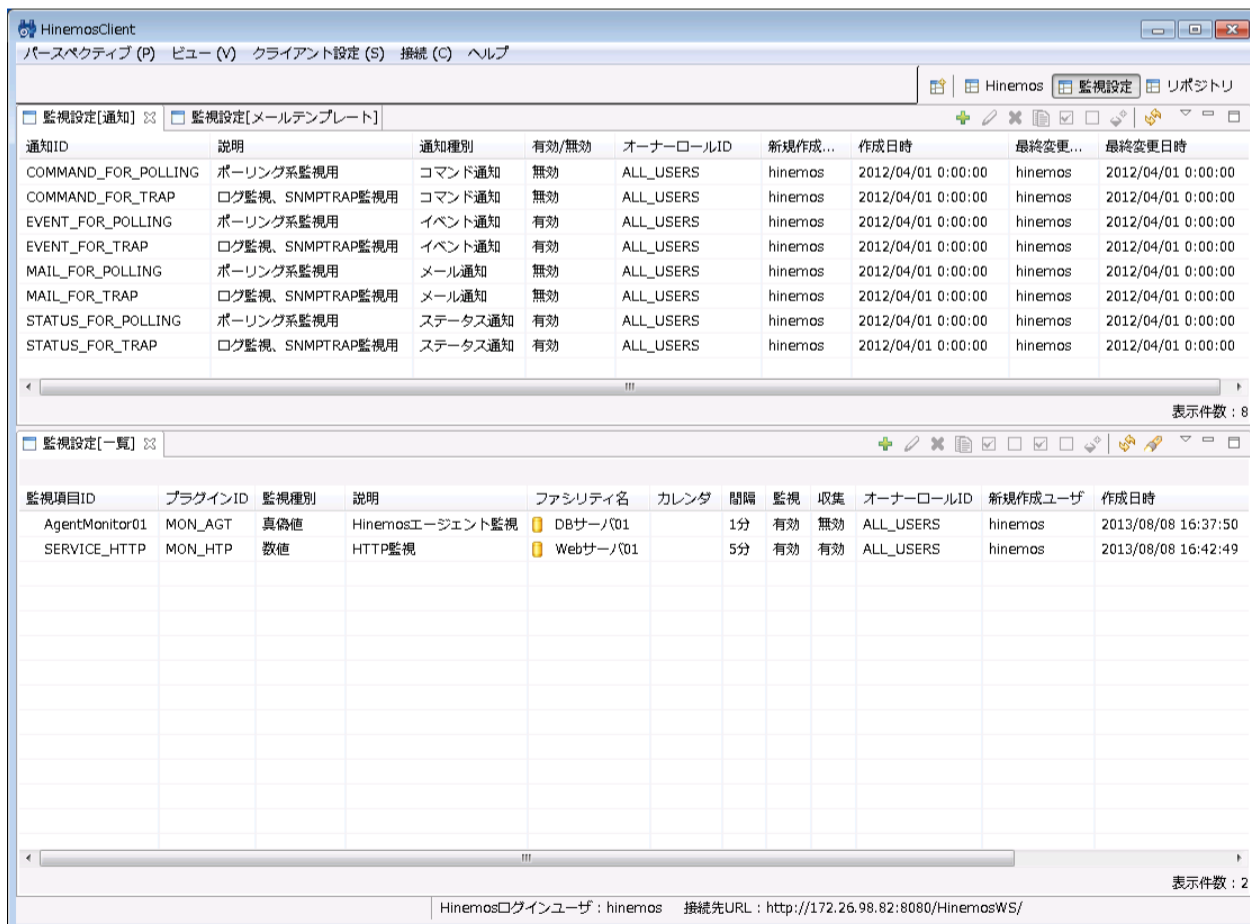 HinemosClient
パースペクティブ (P) ビュー (V) クライアント設定 (S) 接続 (C) ヘルプ
Hinemos 監視設定 リポジトリ
監視設定[通知] 監視設定[メールテンプレート]
通知ID 説明 通知種別 有効/無効 オーナーロールID 新規作成... 作成日時 最終変更... 最終変更日時
COMMAND_FOR_POLLING ポーリング系監視用 コマンド通知 無効 ALL_USERS hinemos 2012/04/01 0:00:00 hinemos 2012/04/01 0:00:00
COMMAND_FOR_TRAP ログ監視、SNMPTRAP監視用 コマンド通知 無効 ALL_USERS hinemos 2012/04/01 0:00:00 hinemos 2012/04/01 0:00:00
EVENT_FOR_POLLING ポーリング系監視用 イベント通知 有効 ALL_USERS hinemos 2012/04/01 0:00:00 hinemos 2012/04/01 0:00:00
EVENT_FOR_TRAP ログ監視、SNMPTRAP監視用 イベント通知 有効 ALL_USERS hinemos 2012/04/01 0:00:00 hinemos 2012/04/01 0:00:00
MAIL_FOR_POLLING ポーリング系監視用 メール通知 無効 ALL_USERS hinemos 2012/04/01 0:00:00 hinemos 2012/04/01 0:00:00
MAIL_FOR_TRAP ログ監視、SNMPTRAP監視用 メール通知 無効 ALL_USERS hinemos 2012/04/01 0:00:00 hinemos 2012/04/01 0:00:00
STATUS_FOR_POLLING ポーリング系監視用 ステータス通知 有効 ALL_USERS hinemos 2012/04/01 0:00:00 hinemos 2012/04/01 0:00:00
STATUS_FOR_TRAP ログ監視、SNMPTRAP監視用 ステータス通知 有効 ALL_USERS hinemos 2012/04/01 0:00:00 hinemos 2012/04/01 0:00:00
表示件数 : 8
監視設定[一覧]
監視項目ID プラグインID 監視種別 説明 ファシリティ名 カレンダ 間隔 監視 収集 オーナーロールID 新規作成ユーザ 作成日時
AgentMonitor01 MON_AGT 真偽値 Hinemosエージェント監視 DBサーバ01 1分 有効 無効 ALL_USERS hinemos 2013/08/08 16:37:50
SERVICE_HTTP MON_HTP 数値 HTTP監視 Webサーバ01 5分 有効 有効 ALL_USERS hinemos 2013/08/08 16:42:49
表示件数 : 2
Hinemosログインユーザ : hinemos 接続先URL : http://172.26.98.82:8080/HinemosWS/